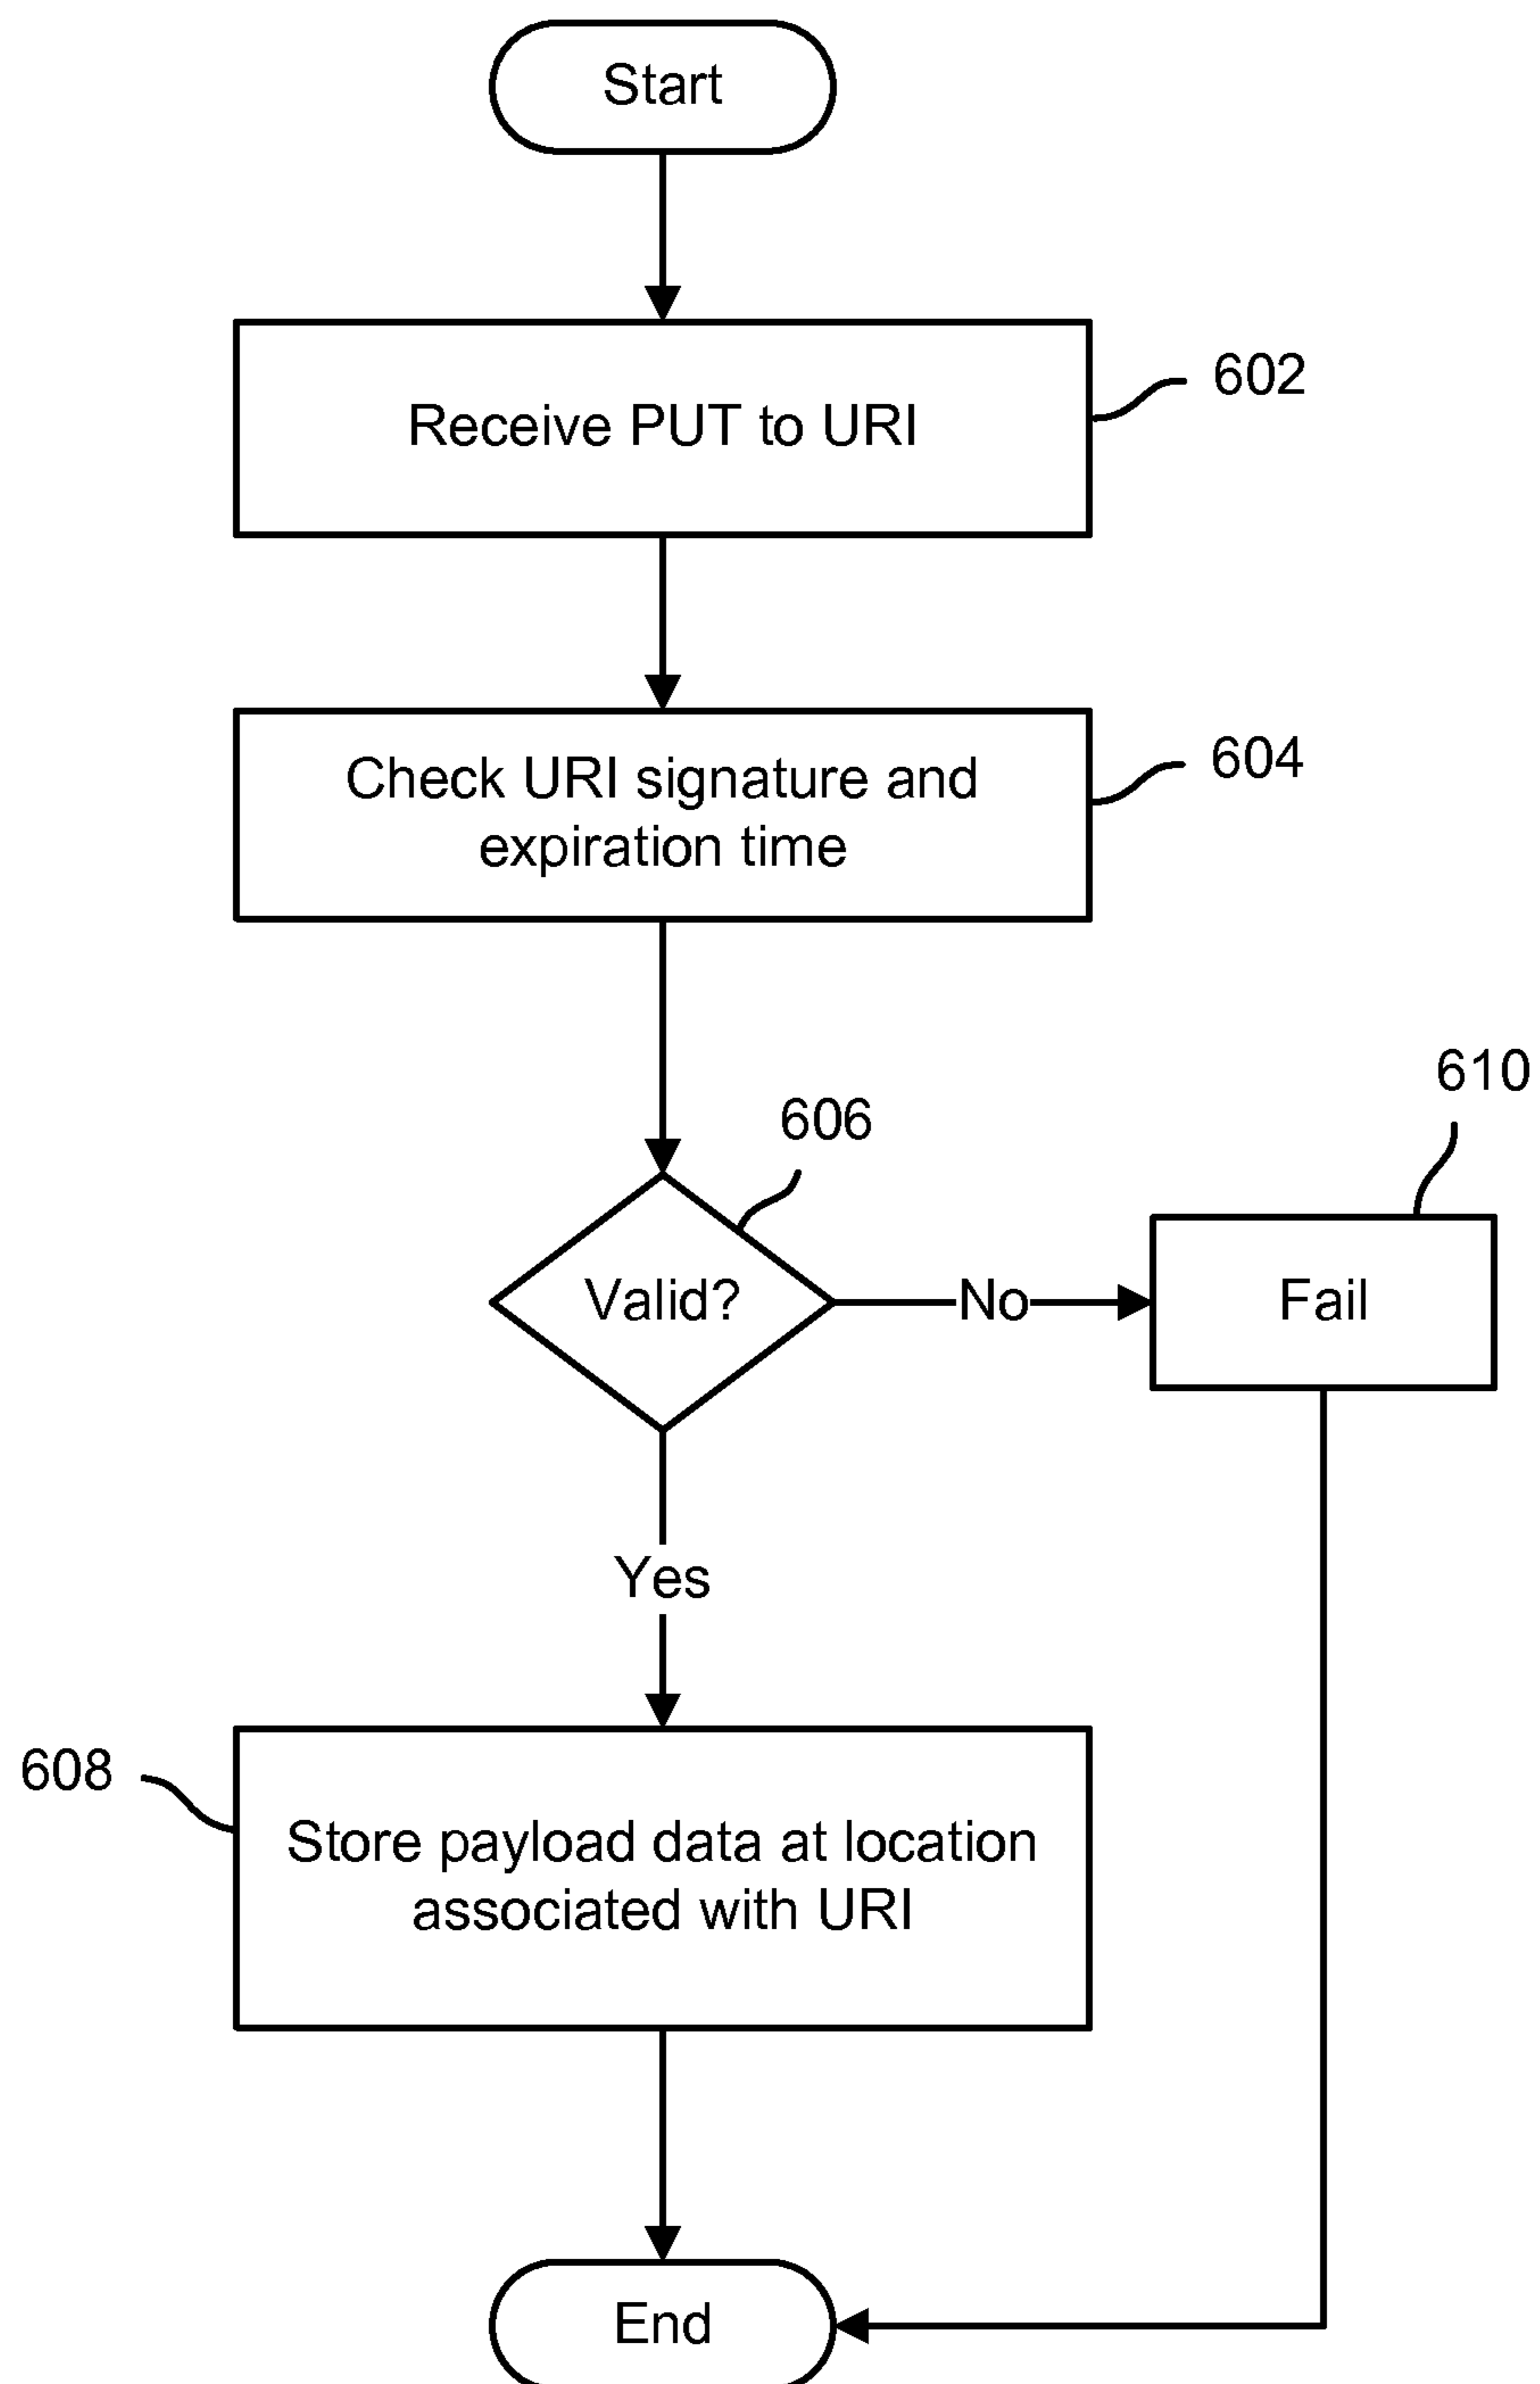 Start
Receive PUT to URI
602
Check URI signature and
expiration time
604
606
610
Valid?
No
Fail
Yes
608
Store payload data at location
associated with URI
End